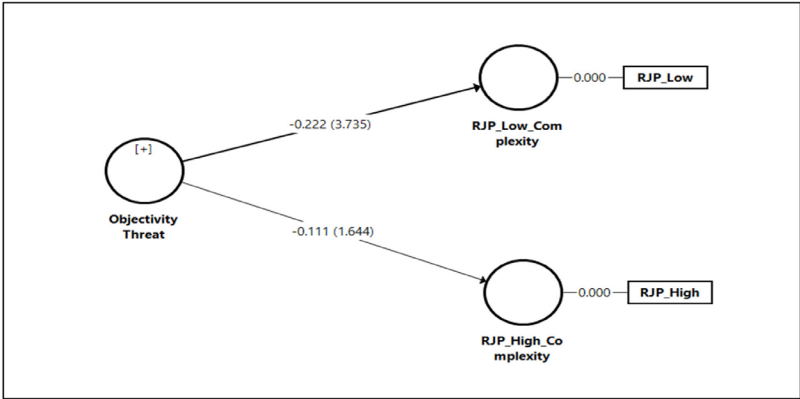 0.000
RJP_Low
RJP_Low_Com
plexity
-0.222 (3.735)
[+]
Objectivity
Threat
-0.111 (1.644)
0.000
RJP_High
RJP_High_Co
mplexity